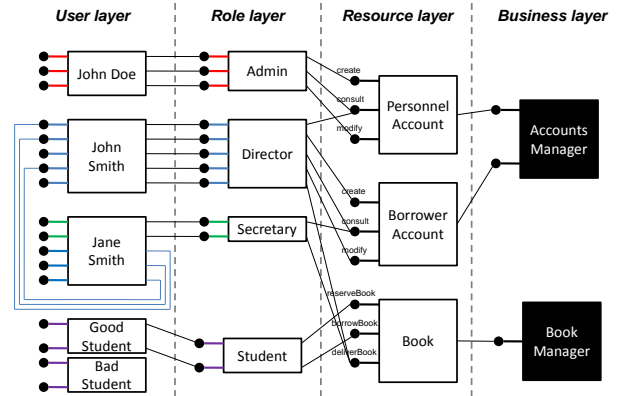 User layer
Role layer
Resource layer
Business layer
John Doe
Admin
create
consult
modify
Personnel
Account
Accounts
Manager
John
Smith
Director
create
consult
modify
Borrower
Account
Jane
Smith
Secretary
reserveBook
borrowBook
deliverBook
Book
Book
Manager
Good
Student
Bad
Student
Student